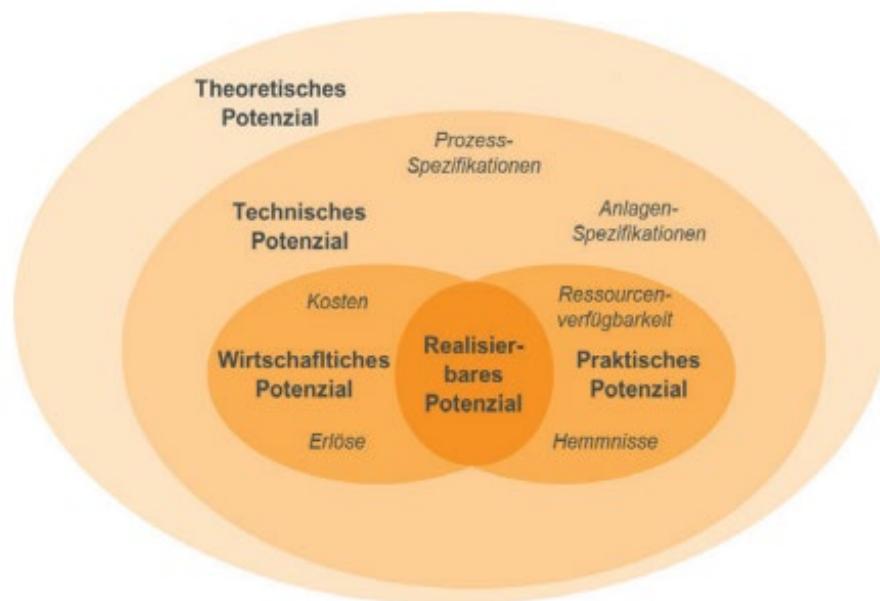 Theoretisches
Potenzial
Prozess-
Spezifikationen
Technisches
Potenzial
Anlagen-
Spezifikationen
Kosten
Ressourcen-
verfügbarkeit
Wirtschafltiches
Potenzial
Realisier-
bares
Potenzial
Praktisches
Potenzial
Erlöse
Hemmnisse